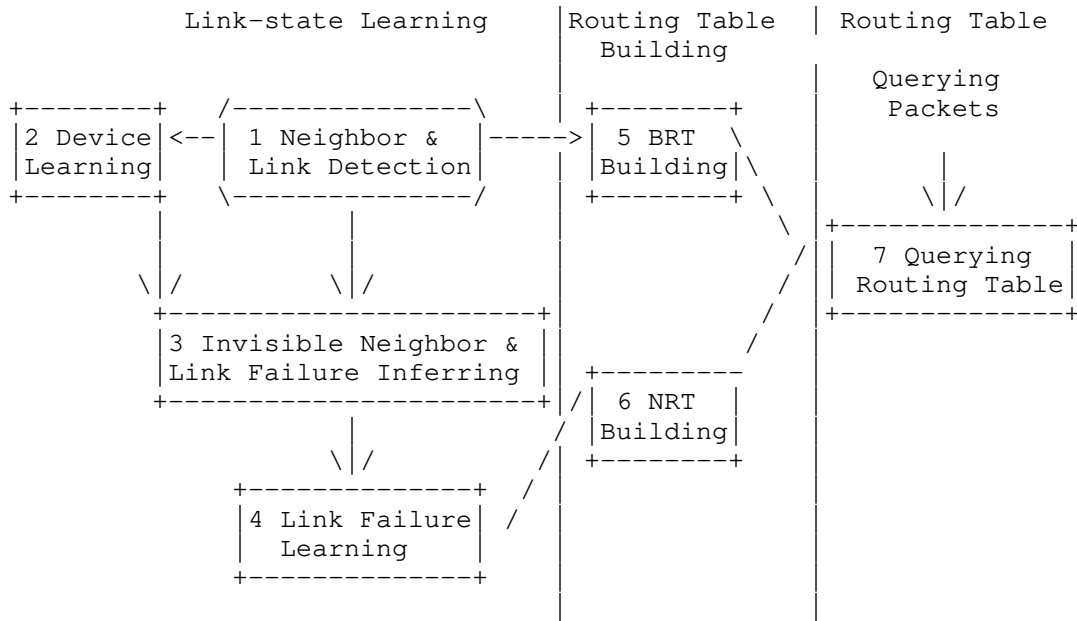 Link-state Learning
Routing Table
Building
Routing Table
Querying
Packets
2 Device
Learning
1 Neighbor &
Link Detection
5 BRT
Building
7 Querying
Routing Table
3 Invisible Neighbor &
Link Failure Inferring
6 NRT
Building
4 Link Failure
Learning